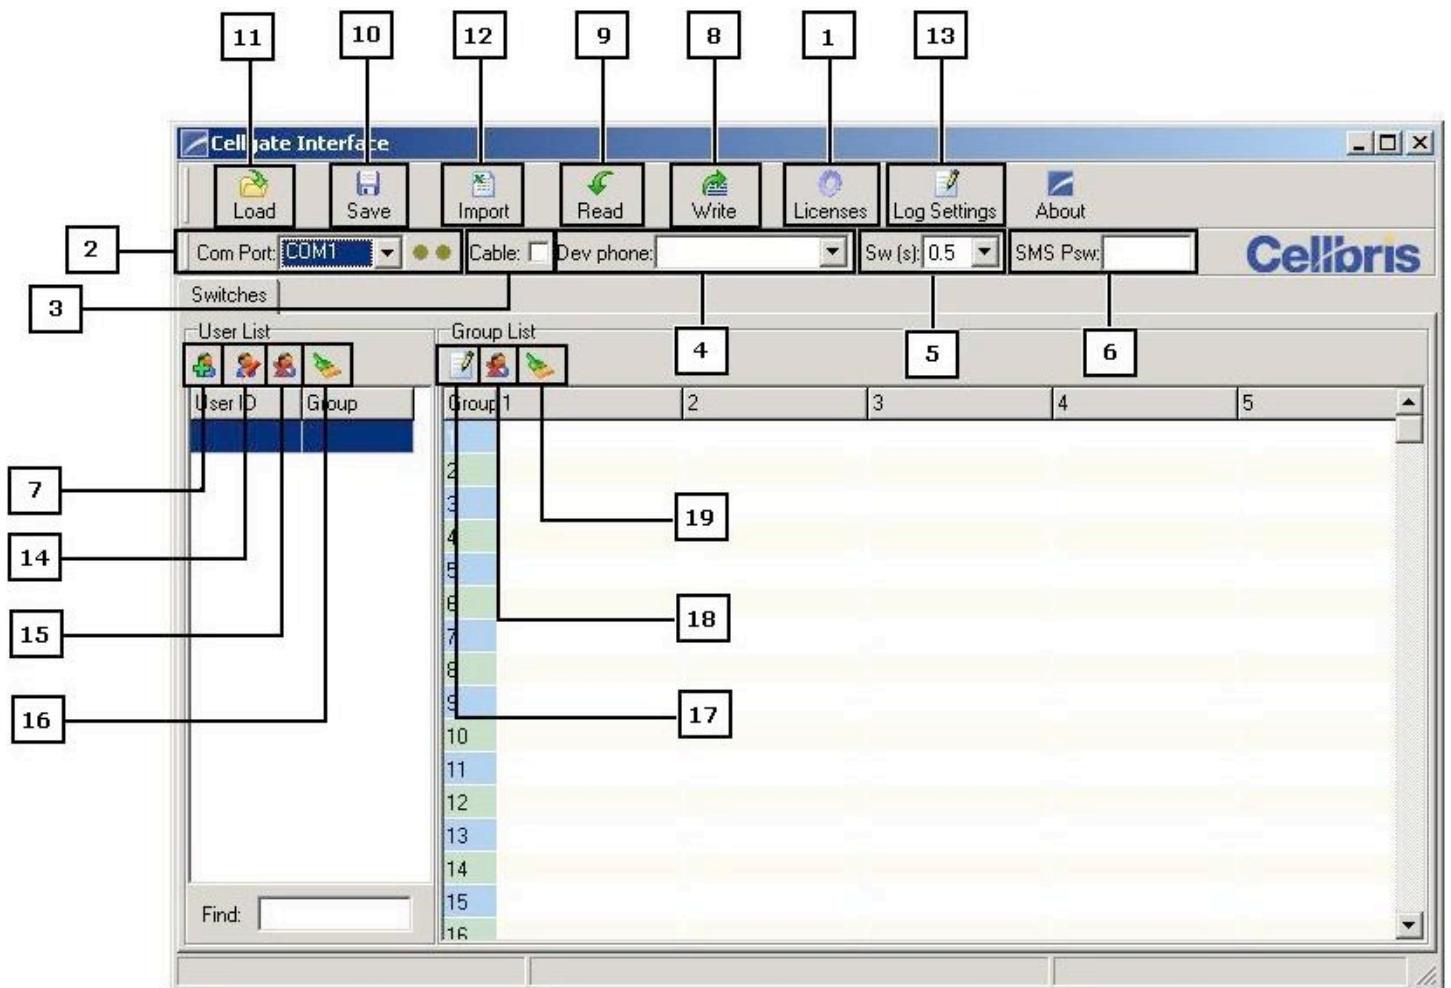 11 10 12 9 8 1 13
Cellgate Interface
Load Save Import Read Write Licenses Log Settings About
2 Com Port: COM1 Cable: Dev phone: Sw (s): 0.5 SMS Psw: Cellbris
3 Switches
User List Group List 4 5 6
User ID Group Group 1 2 3 4 5
1
2
7 3 19
4
14 5
6
15 7 18
8
16 9 17
10
11
12
13
14
Find: 15
16